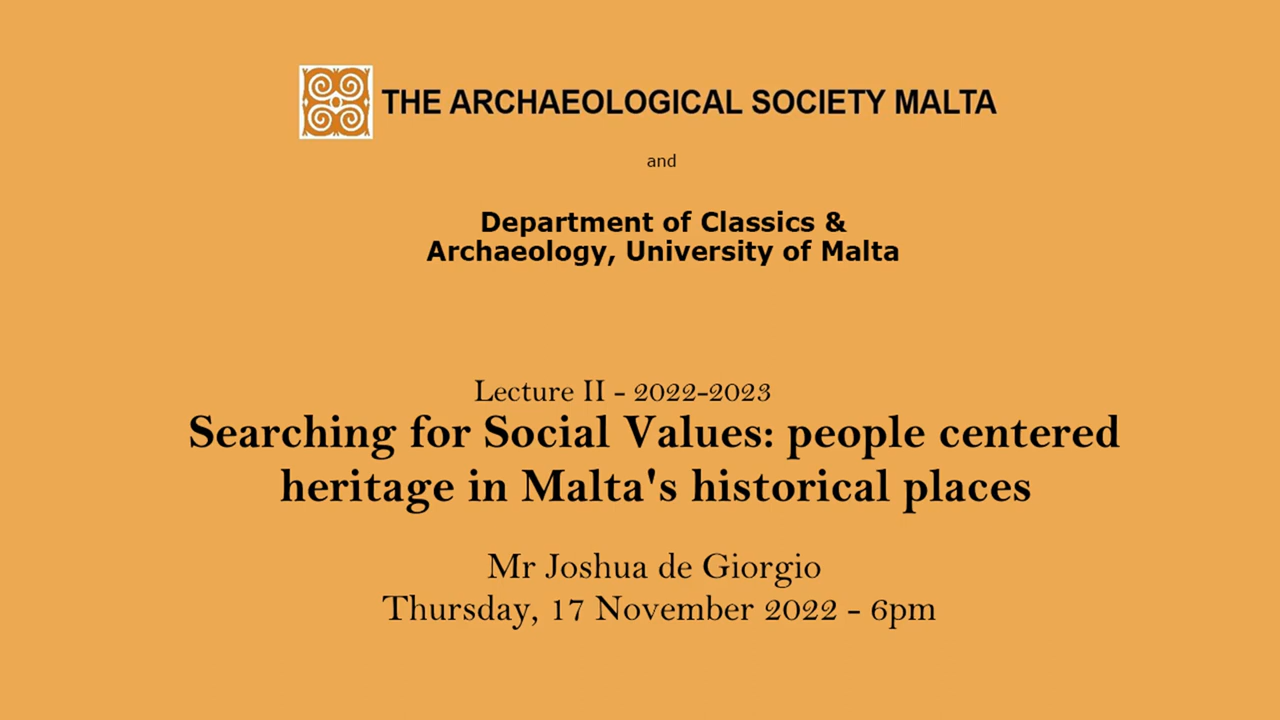 THE ARCHAEOLOGICAL SOCIETY MALTA
and
Department of Classics &
Archaeology, University of Malta
Lecture II - 2022-2023
Searching for Social Values: people centered
heritage in Malta's historical places
Mr Joshua de Giorgio
Thursday, 17 November 2022 - 6pm